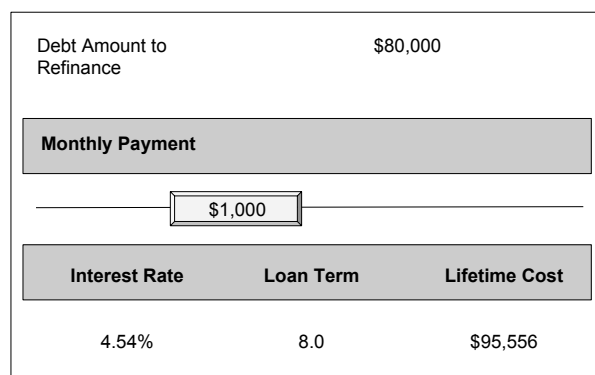 Debt Amount to $80,000
Refinance
Monthly Payment
$1,000
Interest Rate Loan Term Lifetime Cost
4.54% 8.0 $95,556